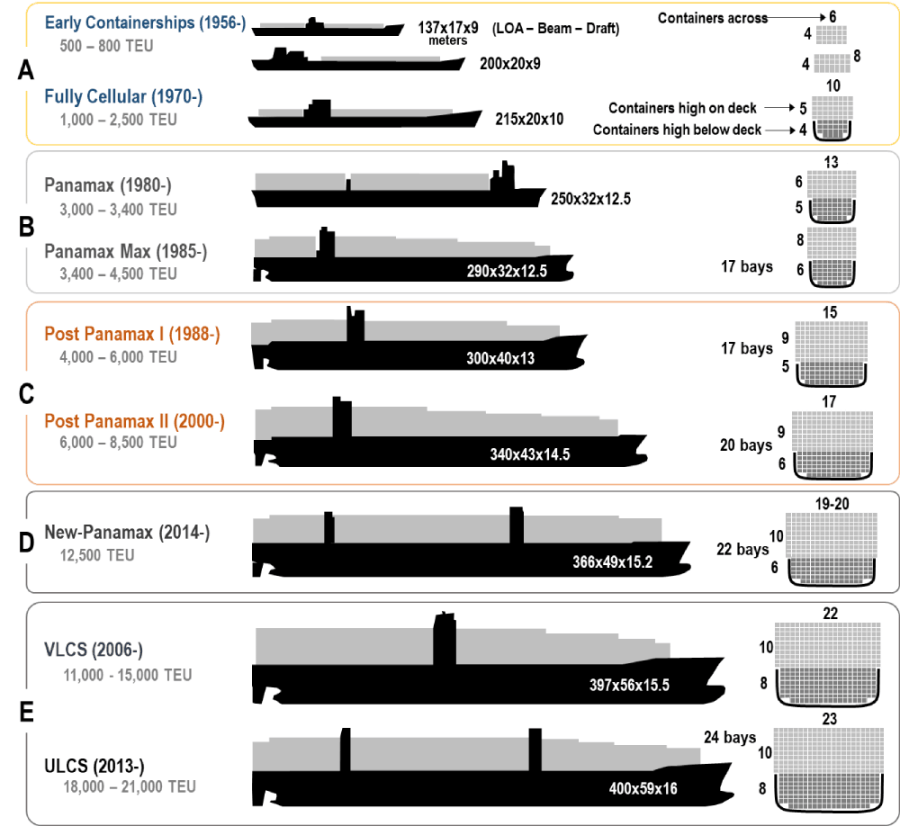 A
Early Containerships (1956-)
500 – 800 TEU
137x17x9
meters
(LOA – Beam – Draft)
Containers across
6
4
200x20x9
4
8
Fully Cellular (1970-)
1,000 – 2,500 TEU
215x20x10
10
Containers high on deck
5
Containers high below deck
4
B
Panamax (1980-)
3,000 – 3,400 TEU
250x32x12.5
13
6
5
Panamax Max (1985-)
3,400 – 4,500 TEU
290x32x12.5
17 bays
8
6
C
Post Panamax I (1988-)
4,000 – 6,000 TEU
300x40x13
17 bays
15
9
5
Post Panamax II (2000-)
6,000 – 8,500 TEU
340x43x14.5
20 bays
17
9
6
D
New-Panamax (2014-)
12,500 TEU
366x49x15.2
22 bays
19-20
10
6
E
VLCS (2006-)
11,000 - 15,000 TEU
397x56x15.5
22
10
8
ULCS (2013-)
18,000 – 21,000 TEU
400x59x16
24 bays
23
10
8